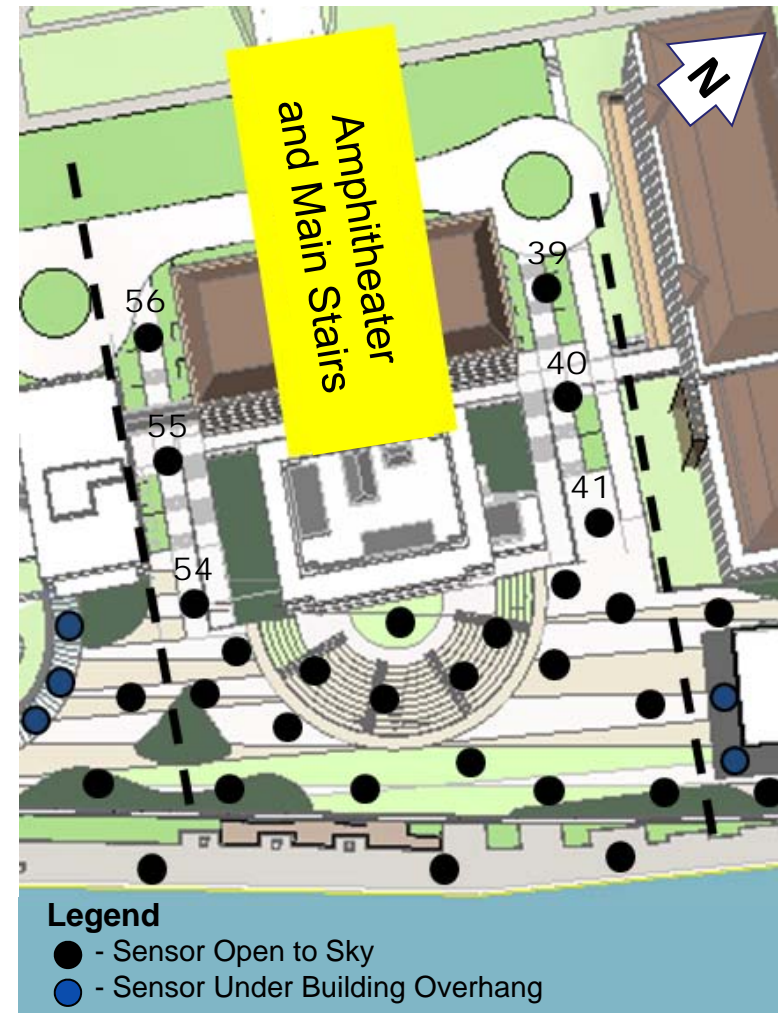 N
Amphitheater
and Main Stairs
39
56
40
55
41
54
Legend
- Sensor Open to Sky
- Sensor Under Building Overhang